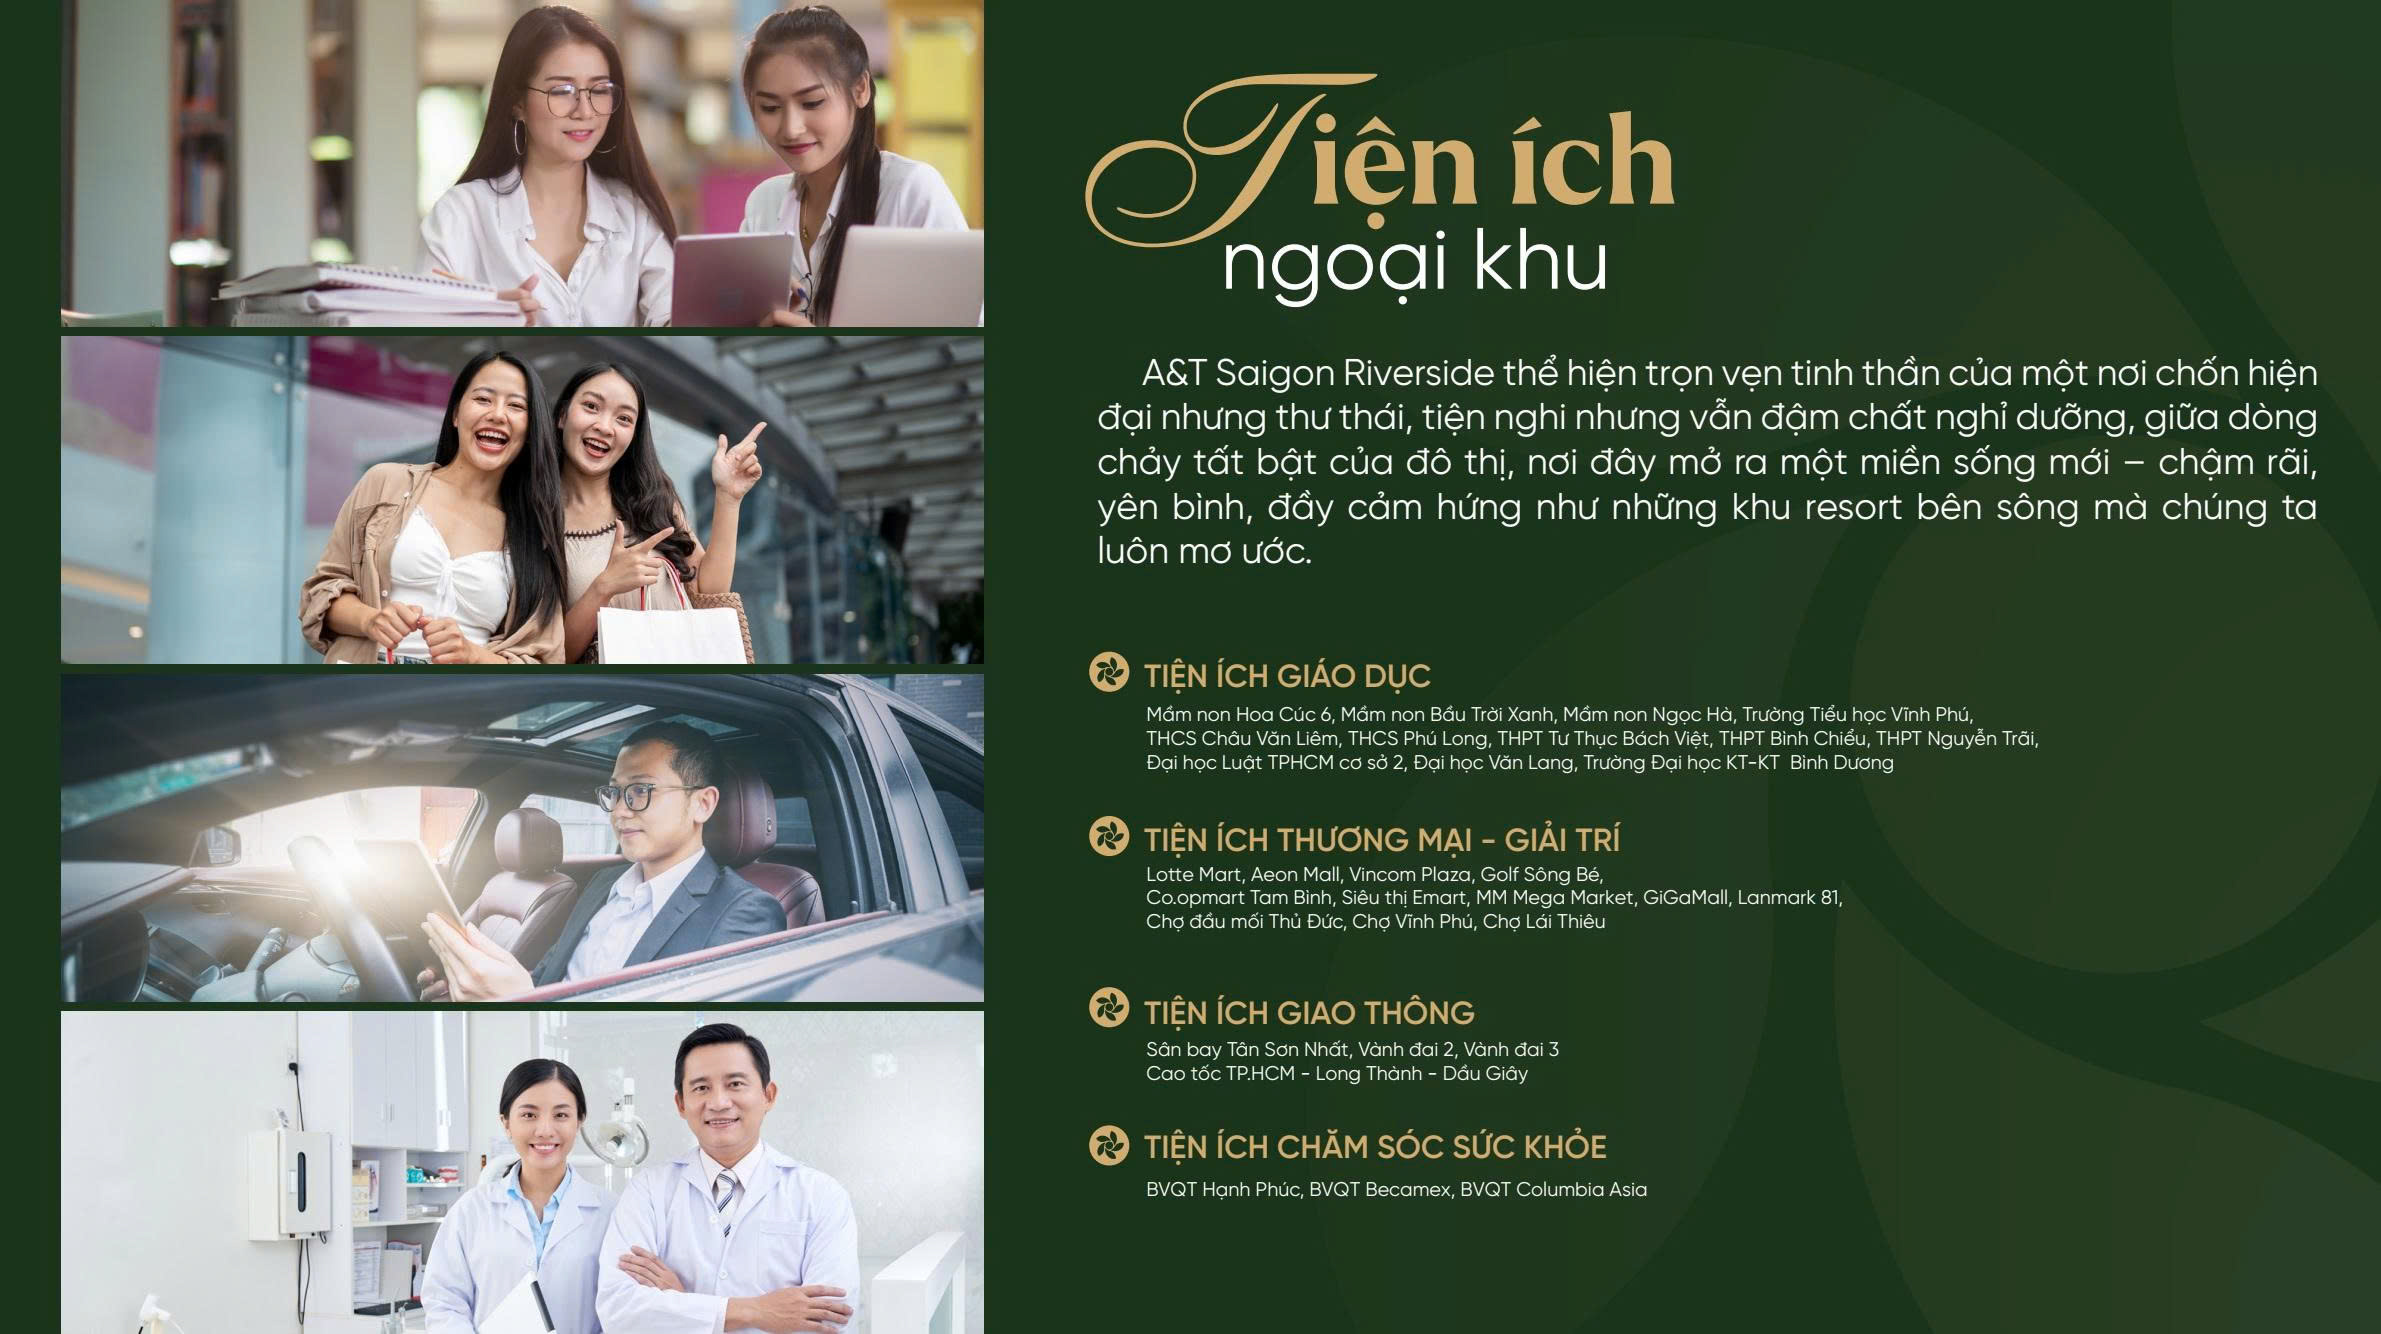 Tiện ích
ngoại khu
A&T Saigon Riverside thể hiện trọn vẹn tinh thần của một nơi chốn hiện
đại nhưng thư thái, tiện nghi nhưng vẫn đậm chất nghỉ dưỡng, giữa dòng
chảy tất bật của đô thị, nơi đây mở ra một miền sống mới – chậm rãi,
yên bình, đầy cảm hứng như những khu resort bên sông mà chúng ta
luôn mơ ước.
TIỆN ÍCH GIÁO DỤC
Mầm non Hoa Cúc 6, Mầm non Bầu Trời Xanh, Mầm non Ngọc Hà, Trường Tiểu học Vĩnh Phú,
THCS Châu Văn Liêm, THCS Phú Long, THPT Tư Thục Bách Việt, THPT Bình Chiểu, THPT Nguyễn Trãi,
Đại học Luật TPHCM cơ sở 2, Đại học Văn Lang, Trường Đại học KT-KT  Bình Dương
TIỆN ÍCH THƯƠNG MẠI - GIẢI TRÍ
Lotte Mart, Aeon Mall, Vincom Plaza, Golf Sông Bé,
Co.opmart Tam Bình, Siêu thị Emart, MM Mega Market, GiGaMall, Lanmark 81,
Chợ đầu mối Thủ Đức, Chợ Vĩnh Phú, Chợ Lái Thiêu
TIỆN ÍCH GIAO THÔNG
Sân bay Tân Sơn Nhất, Vành đai 2, Vành đai 3
Cao tốc TP.HCM - Long Thành - Dầu Giây
TIỆN ÍCH CHĂM SÓC SỨC KHỎE
BVQT Hạnh Phúc, BVQT Becamex, BVQT Columbia Asia